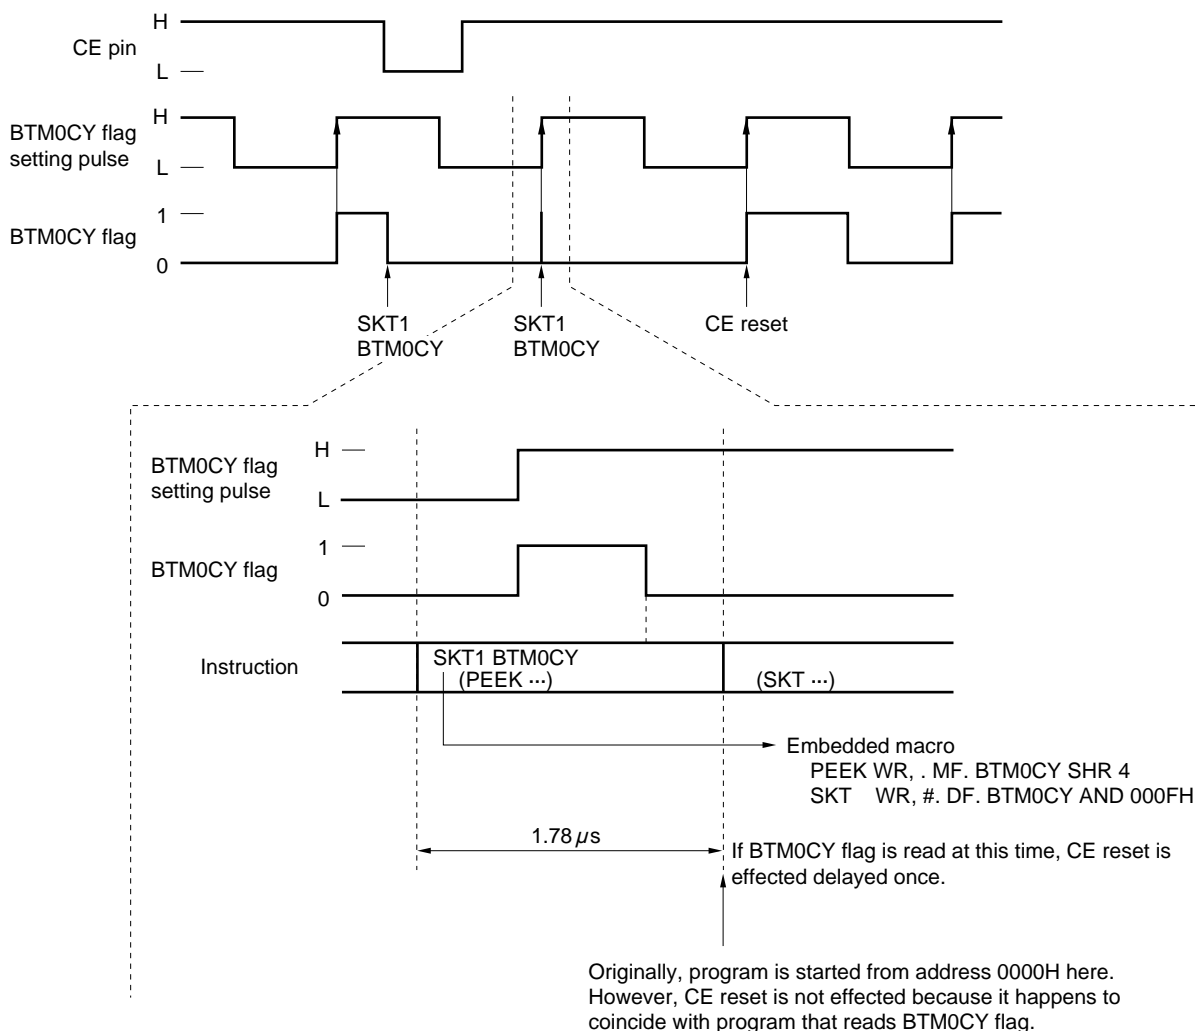 H
CE pin
L
H
BTM0CY flag
setting pulse
L
1
BTM0CY flag
0
SKT1
BTM0CY
SKT1
BTM0CY
CE reset
H
BTM0CY flag
setting pulse
L
1
BTM0CY flag
0
Instruction
SKT1 BTM0CY
(PEEK ···)
(SKT ···)
Embedded macro
PEEK WR, . MF. BTM0CY SHR 4
SKT WR, #. DF. BTM0CY AND 000FH
1.78 µs
If BTM0CY flag is read at this time, CE reset is
effected delayed once.
Originally, program is started from address 0000H here.
However, CE reset is not effected because it happens to
coincide with program that reads BTM0CY flag.